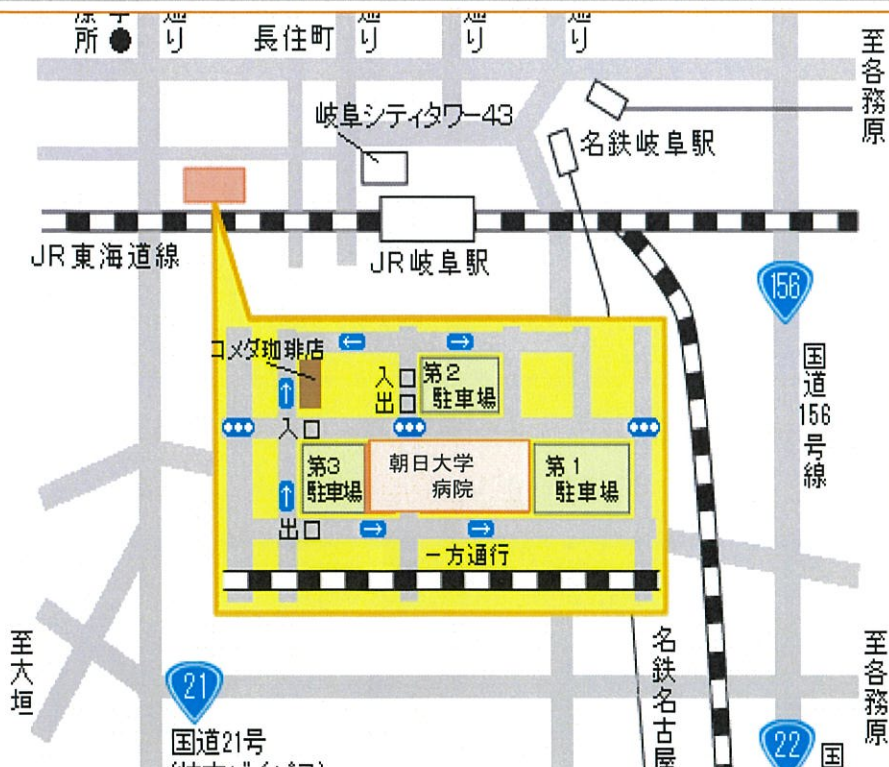 所●
り
長住町
り
り
り
至各務原
岐阜シティタワー43
名鉄岐阜駅
JR東海道線
JR岐阜駅
156
国道156号線
コメダ珈琲店
←
→
↑
入口
出口
第2
駐車場
入口
第3
駐車場
朝日大学
病院
第1
駐車場
↑
出口
→
→
一方通行
至大垣
21
国道21号
名鉄名古屋
至各務原
22
国